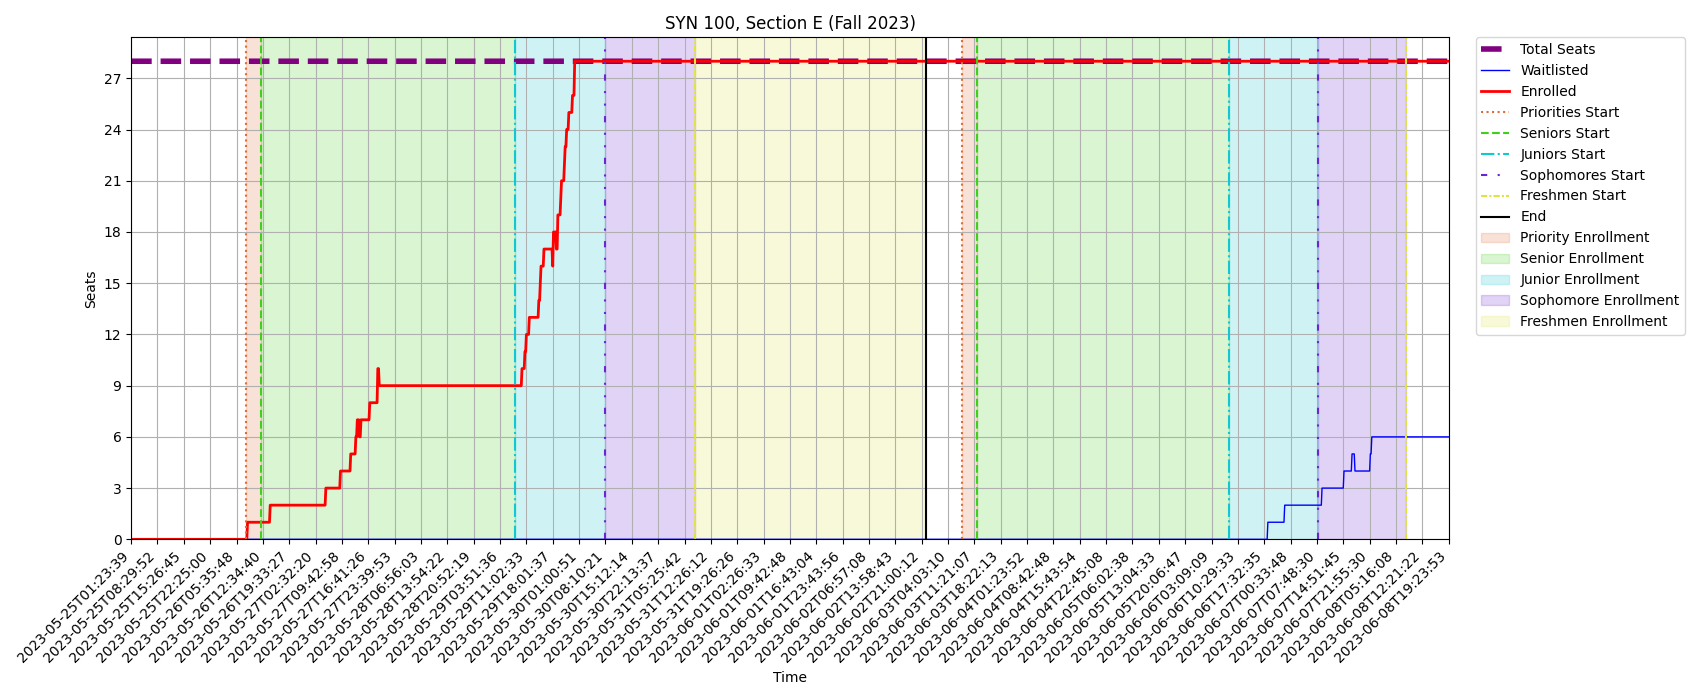 SYN 100, Section E (Fall 2023)
Seats
27
24
21
18
15
12
9
6
3
0
2023-05-25T01:23:39
2023-05-25T08:29:52
2023-05-25T15:26:45
2023-05-25T22:25:00
2023-05-26T05:35:48
2023-05-26T12:34:40
2023-05-26T19:33:27
2023-05-27T02:32:20
2023-05-27T09:42:58
2023-05-27T16:41:26
2023-05-27T23:39:53
2023-05-28T06:56:03
2023-05-28T13:54:22
2023-05-28T20:52:19
2023-05-29T03:51:36
2023-05-29T11:02:33
2023-05-29T18:01:37
2023-05-30T01:00:51
2023-05-30T08:10:21
2023-05-30T15:12:14
2023-05-30T22:13:37
2023-05-31T05:25:42
2023-05-31T12:26:12
2023-05-31T19:26:26
2023-06-01T02:26:33
2023-06-01T09:42:48
2023-06-01T16:43:04
2023-06-01T23:43:56
2023-06-02T06:57:08
2023-06-02T13:58:43
2023-06-02T21:00:12
2023-06-03T04:03:10
2023-06-03T11:21:07
2023-06-03T18:22:13
2023-06-04T01:23:52
2023-06-04T08:42:48
2023-06-04T15:43:54
2023-06-04T22:45:08
2023-06-05T06:02:38
2023-06-05T13:04:33
2023-06-05T20:06:47
2023-06-06T03:09:09
2023-06-06T10:29:33
2023-06-06T17:32:35
2023-06-07T00:33:48
2023-06-07T07:48:30
2023-06-07T14:51:45
2023-06-07T21:55:30
2023-06-08T05:16:09
2023-06-08T12:21:22
2023-06-08T19:23:53
Time
Total Seats
Waitlisted
Enrolled
Priorities Start
Seniors Start
Juniors Start
Sophomores Start
Freshmen Start
End
Priority Enrollment
Senior Enrollment
Junior Enrollment
Sophomore Enrollment
Freshmen Enrollment